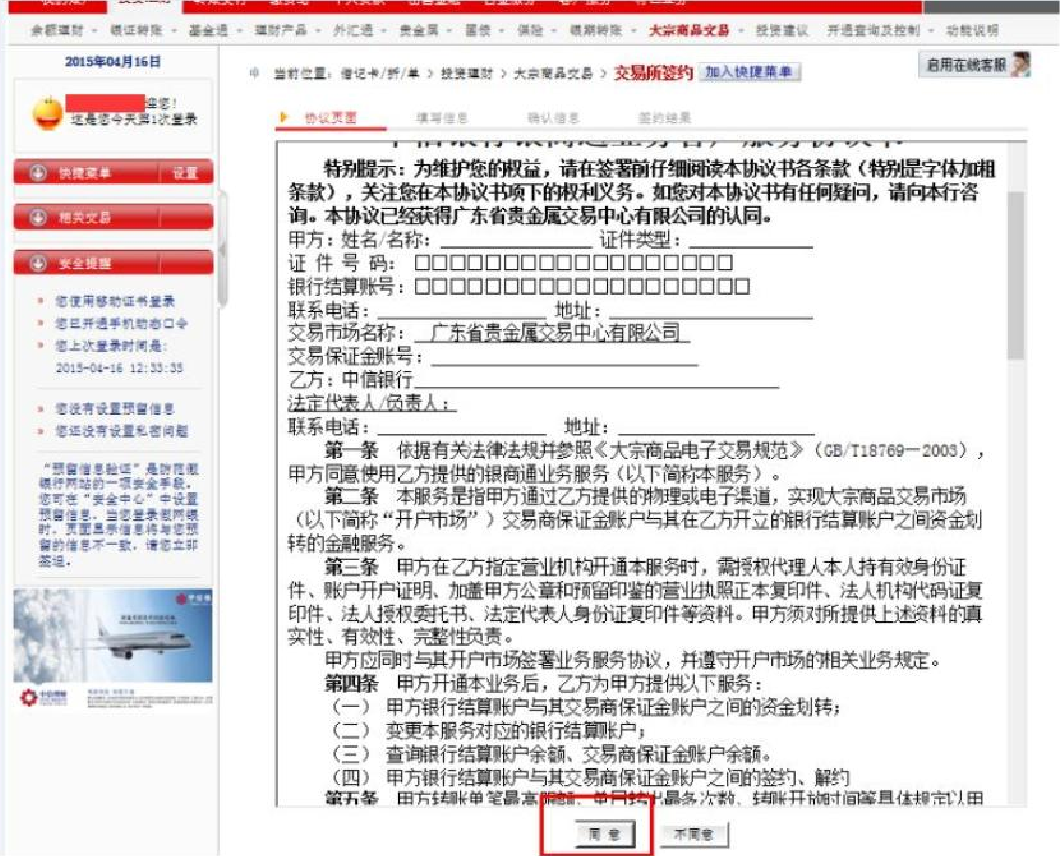 余额理财 银证转账 基金通 理财产品 外汇通 贵金属 国债 保险 银期转账 大宗商品交易 投资建议 开通查询及控制 功能说明
2015年04月16日
当前位置：借记卡/折/单 > 投资理财 > 大宗商品交易 > 交易所签约 加入快捷菜单
启用在线客服
迎您！
这是您今天第1次登录
快捷菜单 设置
相关交易
安全提醒
您使用移动证书登录
您已开通手机动态口令
您上次登录时间是：
2015-04-16 12:33:35
您没有设置预留信息
您还没有设置私密问题
“预留信息验证”是防范假
银行网站的一项安全手段，
您可在“安全中心”中设置
预留信息，当您登录假网银
时，页面显示信息将与您预
留的信息不一致，请您立即
签退。
协议页面 填写信息 确认信息 签约结果
特别提示：为维护您的权益，请在签署前仔细阅读本协议书各条款（特别是字体加粗
条款），关注您在本协议书项下的权利义务。如您对本协议书有任何疑问，请向本行咨
询。本协议已经获得广东省贵金属交易中心有限公司的认同。
甲方：姓名/名称：____________ 证件类型：__________
证 件 号 码：□□□□□□□□□□□□□□□□□□
银行结算账号：□□□□□□□□□□□□□□□□□□□
联系电话：______________ 地址：________________
交易市场名称： 广东省贵金属交易中心有限公司
交易保证金账号：______________________
乙方：中信银行______________________________
法定代表人/负责人：
联系电话：______________ 地址：________________
第一条 依据有关法律法规并参照《大宗商品电子交易规范》（GB/T18769—2003），
甲方同意使用乙方提供的银商通业务服务（以下简称本服务）。
第二条 本服务是指甲方通过乙方提供的物理或电子渠道，实现大宗商品交易市场
（以下简称“开户市场”）交易商保证金账户与其在乙方开立的银行结算账户之间资金划
转的金融服务。
第三条 甲方在乙方指定营业机构开通本服务时，需授权代理人本人持有效身份证
件、账户开户证明、加盖甲方公章和预留印鉴的营业执照正本复印件、法人机构代码证复
印件、法人授权委托书、法定代表人身份证复印件等资料。甲方须对所提供上述资料的真
实性、有效性、完整性负责。
甲方应同时与其开户市场签署业务服务协议，并遵守开户市场的相关业务规定。
第四条 甲方开通本业务后，乙方为甲方提供以下服务：
（一） 甲方银行结算账户与其交易商保证金账户之间的资金划转；
（二） 变更本服务对应的银行结算账户；
（三） 查询银行结算账户余额、交易商保证金账户余额。
（四） 甲方银行结算账户与其交易商保证金账户之间的签约、解约
第五条 甲方转账单笔最高限额、单日转出最多次数、转账开放时间等具体规定以甲
同意 不同意